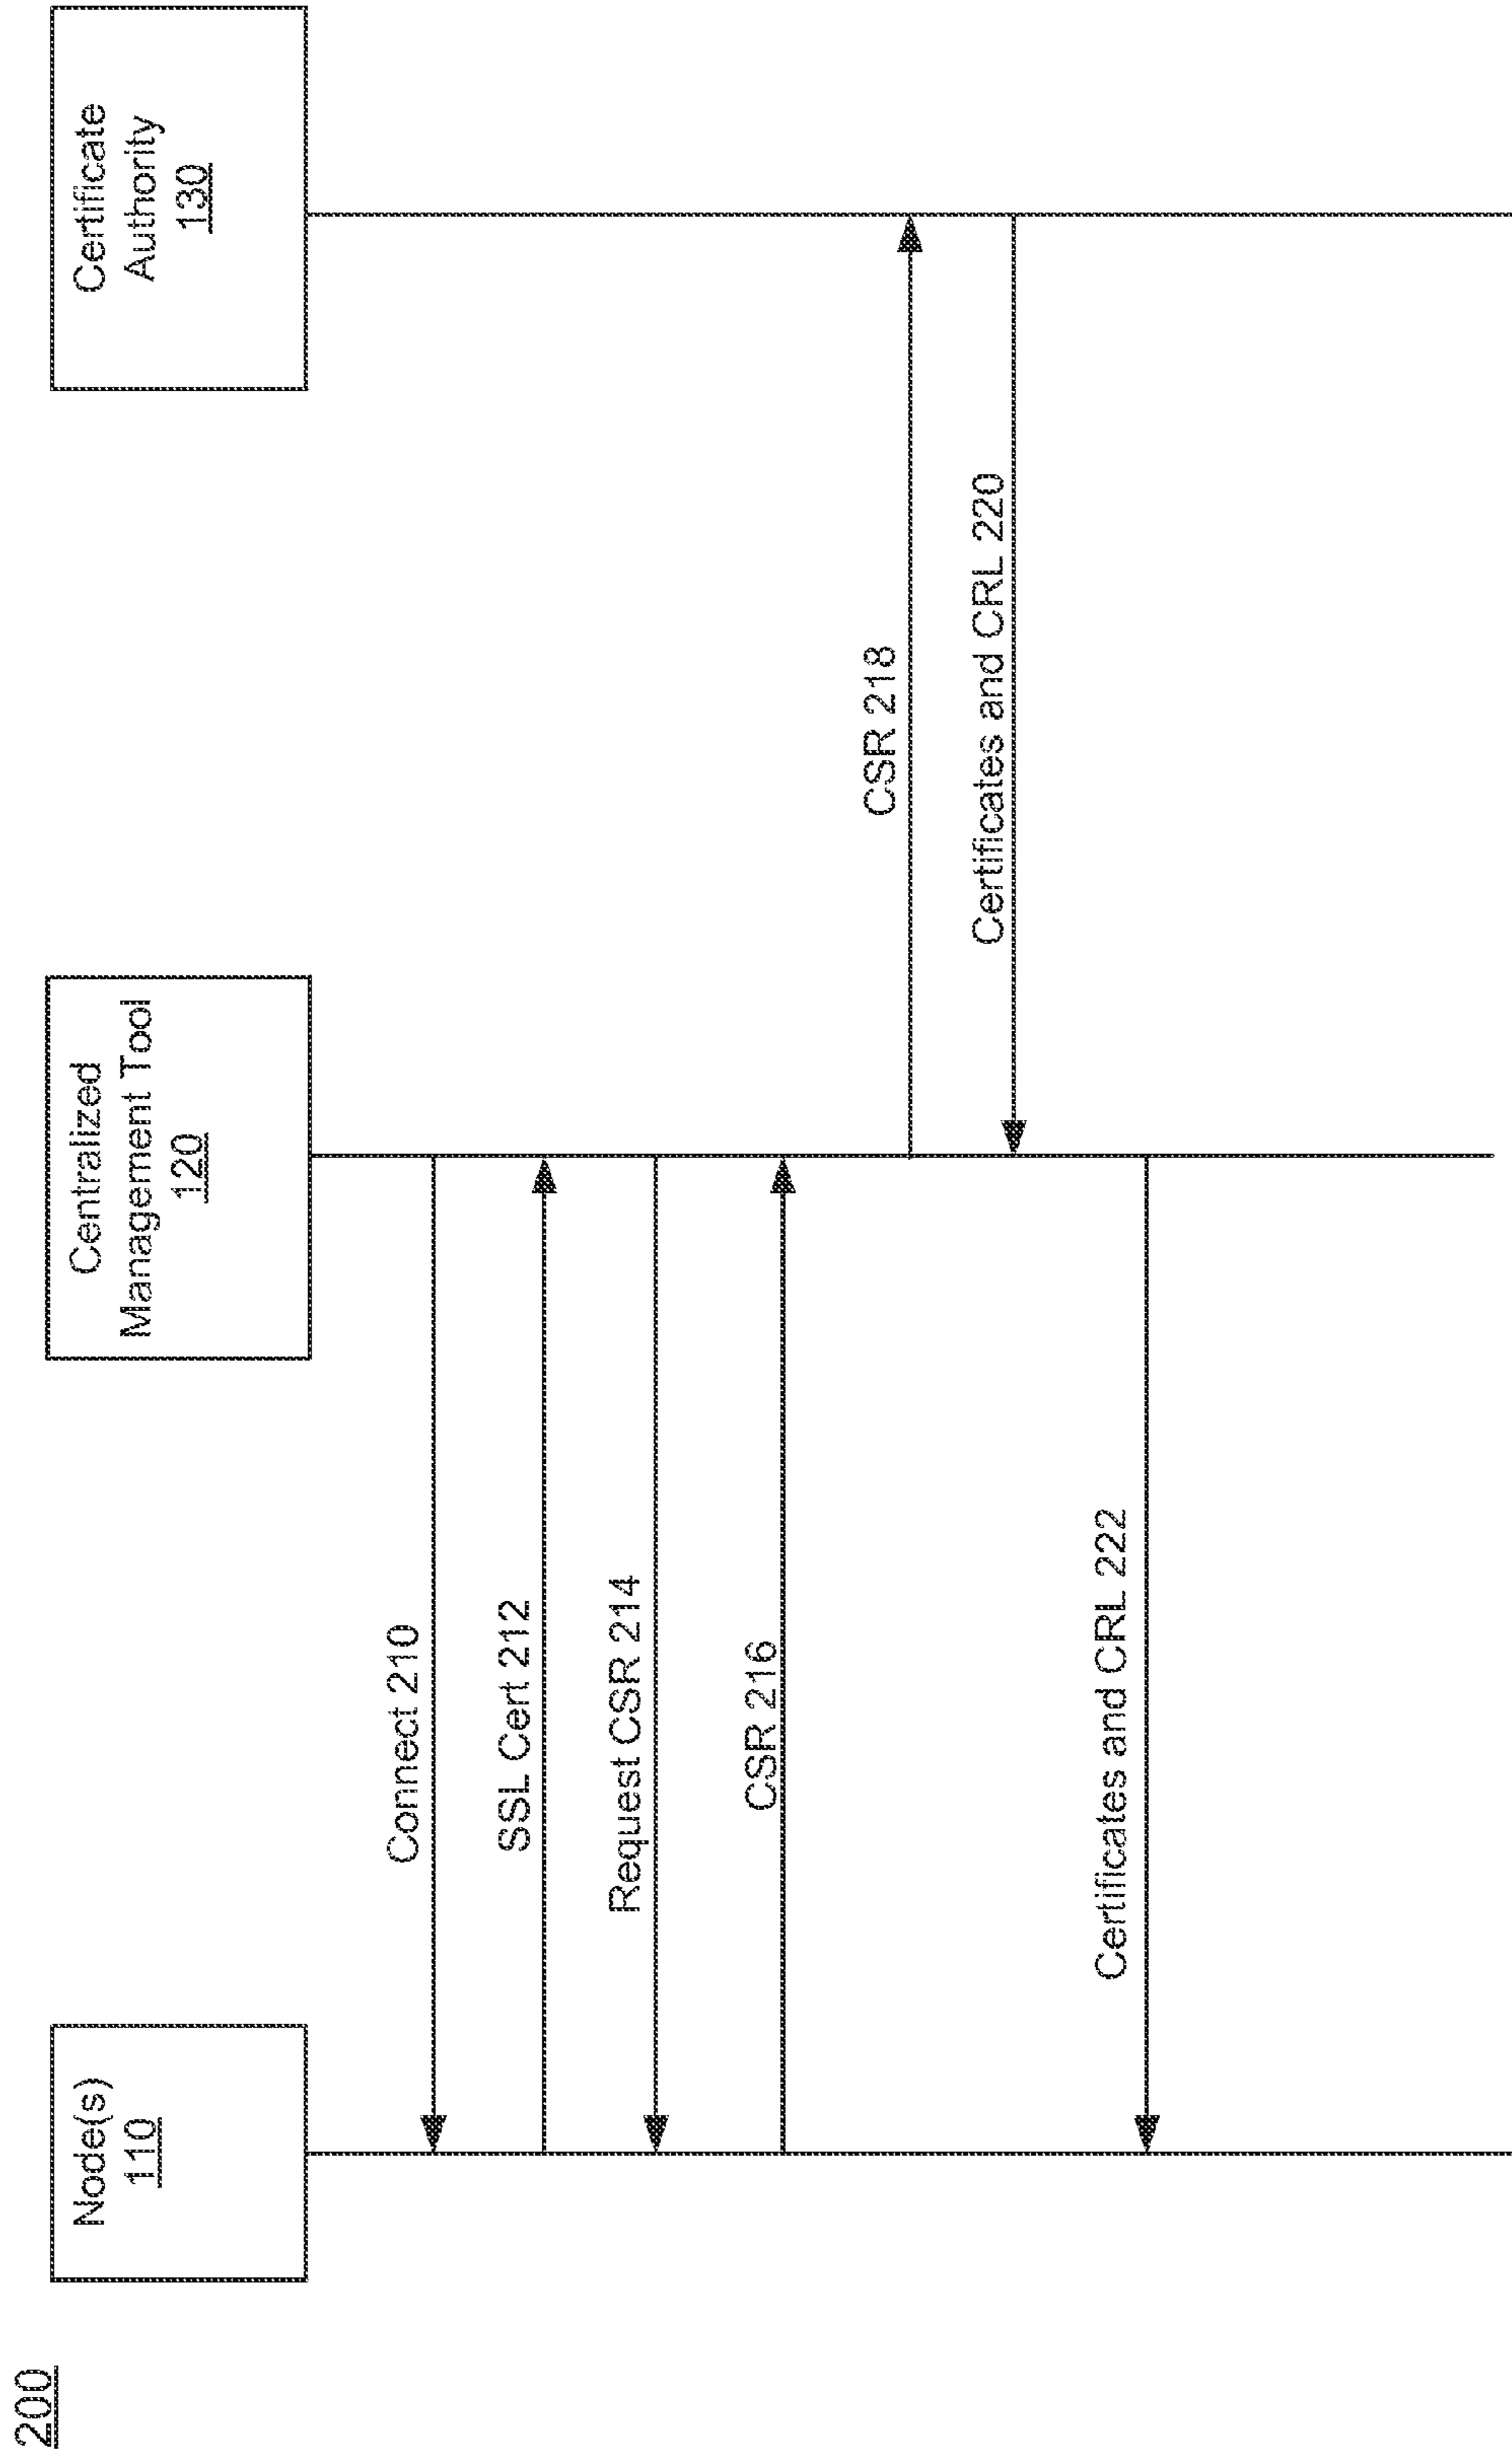 200
Node(s)
110
Centralized
Management Tool
120
Certificate
Authority
130
Connect 210
SSL Cert 212
Request CSR 214
CSR 216
CSR 218
Certificates and CRL 220
Certificates and CRL 222